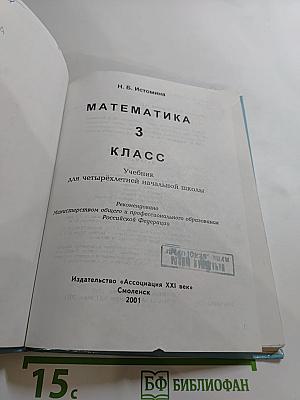 Н. Б. Истомина
МАТЕМАТИКА
3
КЛАСС
Учебник
для четырёхлетней начальной школы
Рекомендовано
Министерством общего и профессионального образования
Российской Федерации
Издательство «Ассоциация XXI век»
Смоленск
2001
15 с
БФ БИБЛИОФАН